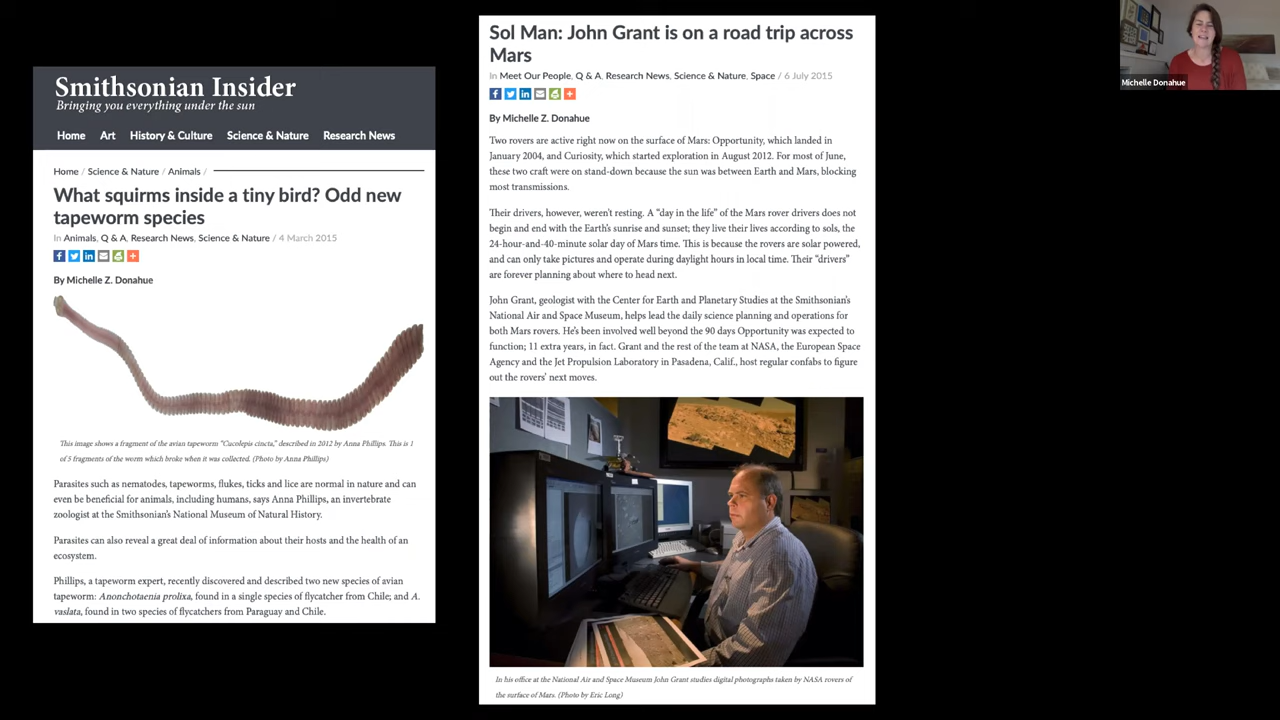 Smithsonian Insider
Bringing you everything under the sun
Home Art History & Culture Science & Nature Research News
Home / Science & Nature / Animals /
What squirms inside a tiny bird? Odd new
tapeworm species
In Animals, Q & A, Research News, Science & Nature / 4 March 2015
By Michelle Z. Donahue
This image shows a fragment of the avian tapeworm "Cucolepis cincta," described in 2012 by Anna Phillips. This is 1
of 5 fragments of the worm which broke when it was collected. (Photo by Anna Phillips)
Parasites such as nematodes, tapeworms, flukes, ticks and lice are normal in nature and can
even be beneficial for animals, including humans, says Anna Phillips, an invertebrate
zoologist at the Smithsonian's National Museum of Natural History.
Parasites can also reveal a great deal of information about their hosts and the health of an
ecosystem.
Phillips, a tapeworm expert, recently discovered and described two new species of avian
tapeworm: Anonchotaenia prolixa, found in a single species of flycatcher from Chile; and A.
vaslata, found in two species of flycatchers from Paraguay and Chile.
Sol Man: John Grant is on a road trip across
Mars
In Meet Our People, Q & A, Research News, Science & Nature, Space / 6 July 2015
By Michelle Z. Donahue
Two rovers are active right now on the surface of Mars: Opportunity, which landed in
January 2004, and Curiosity, which started exploration in August 2012. For most of June,
these two craft were on stand-down because the sun was between Earth and Mars, blocking
most transmissions.
Their drivers, however, weren't resting. A "day in the life" of the Mars rover drivers does not
begin and end with the Earth's sunrise and sunset; they live their lives according to sols, the
24-hour-and-40-minute solar day of Mars time. This is because the rovers are solar powered,
and can only take pictures and operate during daylight hours in local time. Their "drivers"
are forever planning about where to head next.
John Grant, geologist with the Center for Earth and Planetary Studies at the Smithsonian's
National Air and Space Museum, helps lead the daily science planning and operations for
both Mars rovers. He's been involved well beyond the 90 days Opportunity was expected to
function; 11 extra years, in fact. Grant and the rest of the team at NASA, the European Space
Agency and the Jet Propulsion Laboratory in Pasadena, Calif., host regular confabs to figure
out the rovers' next moves.
In his office at the National Air and Space Museum John Grant studies digital photographs taken by NASA rovers of
the surface of Mars. (Photo by Eric Long)
Michelle Donahue